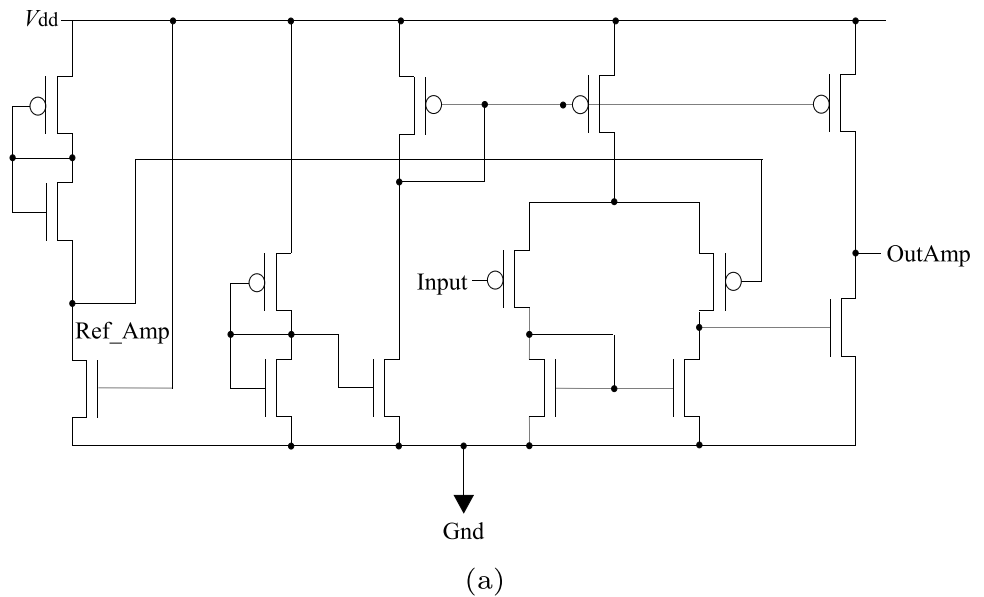 Vdd
Input
OutAmp
Ref_Amp
Gnd
(a)